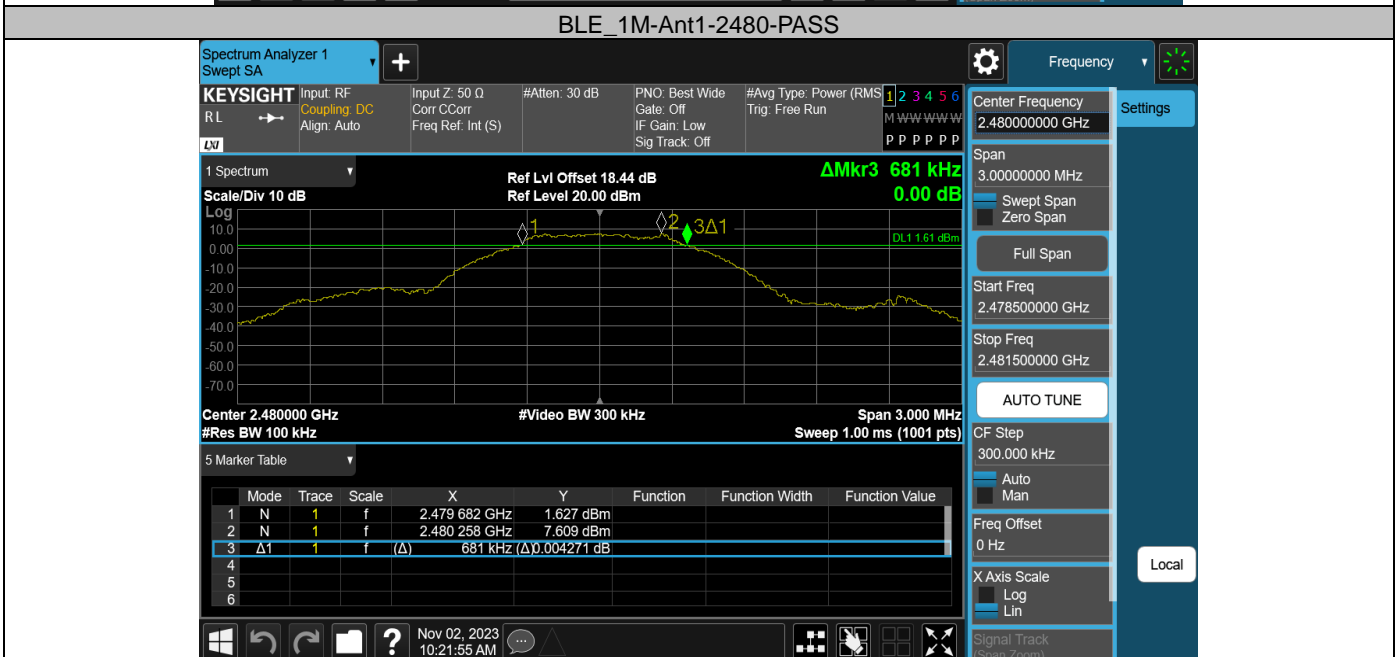 BLE_1M-Ant1-2480-PASS
Spectrum Analyzer 1
Swept SA
+
Frequency
KEYSIGHT
RL
LXI
Input: RF
Coupling: DC
Align: Auto
Input Z: 50 Ω
Corr CCorr
Freq Ref: Int (S)
#Atten: 30 dB
PNO: Best Wide
Gate: Off
IF Gain: Low
Sig Track: Off
#Avg Type: Power (RMS
Trig: Free Run
1 2 3 4 5 6
M W W W W W
P P P P P P
1 Spectrum
Scale/Div 10 dB
Ref Lvl Offset 18.44 dB
Ref Level 20.00 dBm
ΔMkr3 681 kHz
0.00 dB
Log
10.0
0.00
-10.0
-20.0
-30.0
-40.0
-50.0
-60.0
-70.0
1
2
3Δ1
DL1 1.61 dBm
Center 2.480000 GHz
#Video BW 300 kHz
Span 3.000 MHz
#Res BW 100 kHz
Sweep 1.00 ms (1001 pts)
5 Marker Table
Mode Trace Scale X Y Function Function Width Function Value
1 N 1 f 2.479 682 GHz 1.627 dBm
2 N 1 f 2.480 258 GHz 7.609 dBm
3 Δ1 1 f (Δ) 681 kHz (Δ)0.004271 dB
4
5
6
?
Nov 02, 2023
10:21:55 AM
Center Frequency
2.480000000 GHz
Span
3.00000000 MHz
Swept Span
Zero Span
Full Span
Start Freq
2.478500000 GHz
Stop Freq
2.481500000 GHz
AUTO TUNE
CF Step
300.000 kHz
Auto
Man
Freq Offset
0 Hz
X Axis Scale
Log
Lin
Signal Track
(Span Zoom)
Settings
Local